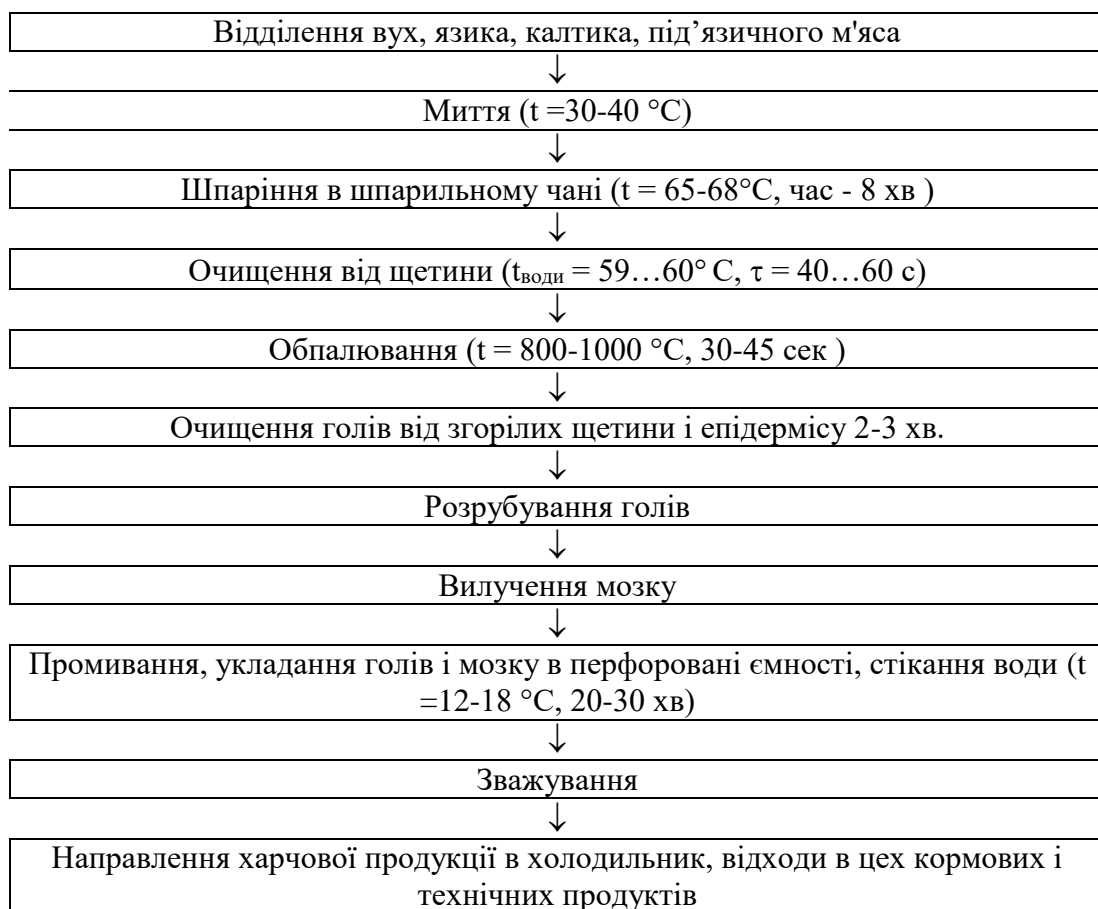 Відділення вух, язика, калтика, під’язичного м'яса
↓
Миття (t =30-40 °C)
↓
Шпаріння в шпарильному чані (t = 65-68°C, час - 8 хв )
↓
Очищення від щетини (tводи = 59…60° C, τ = 40…60 с)
↓
Обпалювання (t = 800-1000 °C, 30-45 сек )
↓
Очищення голів від згорілих щетини і епідермісу 2-3 хв.
↓
Розрубування голів
↓
Вилучення мозку
↓
Промивання, укладання голів і мозку в перфоровані ємності, стікання води (t
=12-18 °C, 20-30 хв)
↓
Зважування
↓
Направлення харчової продукції в холодильник, відходи в цех кормових і
технічних продуктів